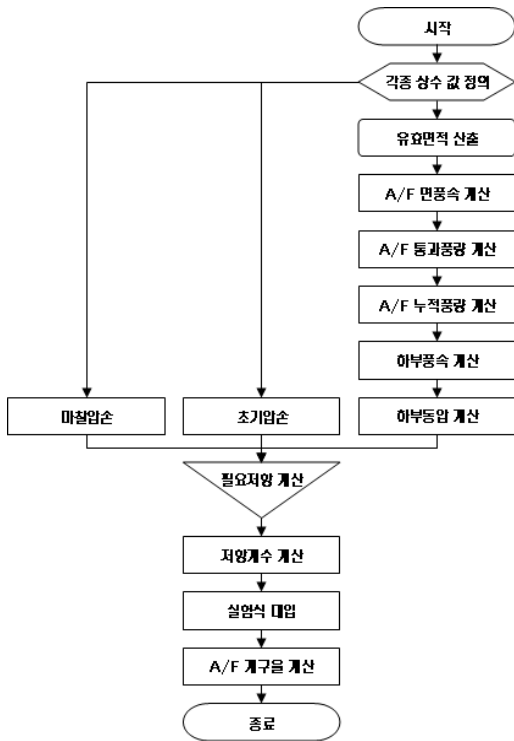 시작
각종 상수 값 정의
유효면적 산출
A/F 면풍속 계산
A/F 통과풍량 계산
A/F 누적풍량 계산
하부풍속 계산
마찰압손
초기압손
하부동압 계산
필요저항 계산
저항계수 계산
실험식 대입
A/F 개구율 계산
종료